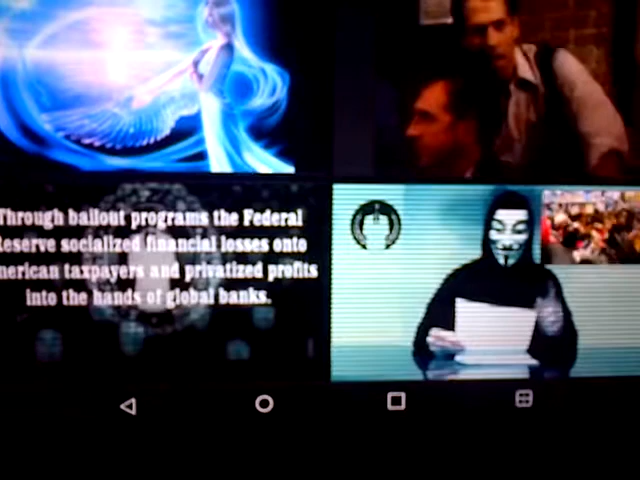 Through bailout programs the Federal
Reserve socialized financial losses onto
American taxpayers and privatized profits
into the hands of global banks.